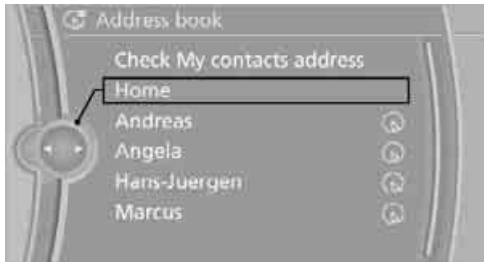 Address book
Check My contacts address
Home
Andreas
Angela
Hans-Juergen
Marcus